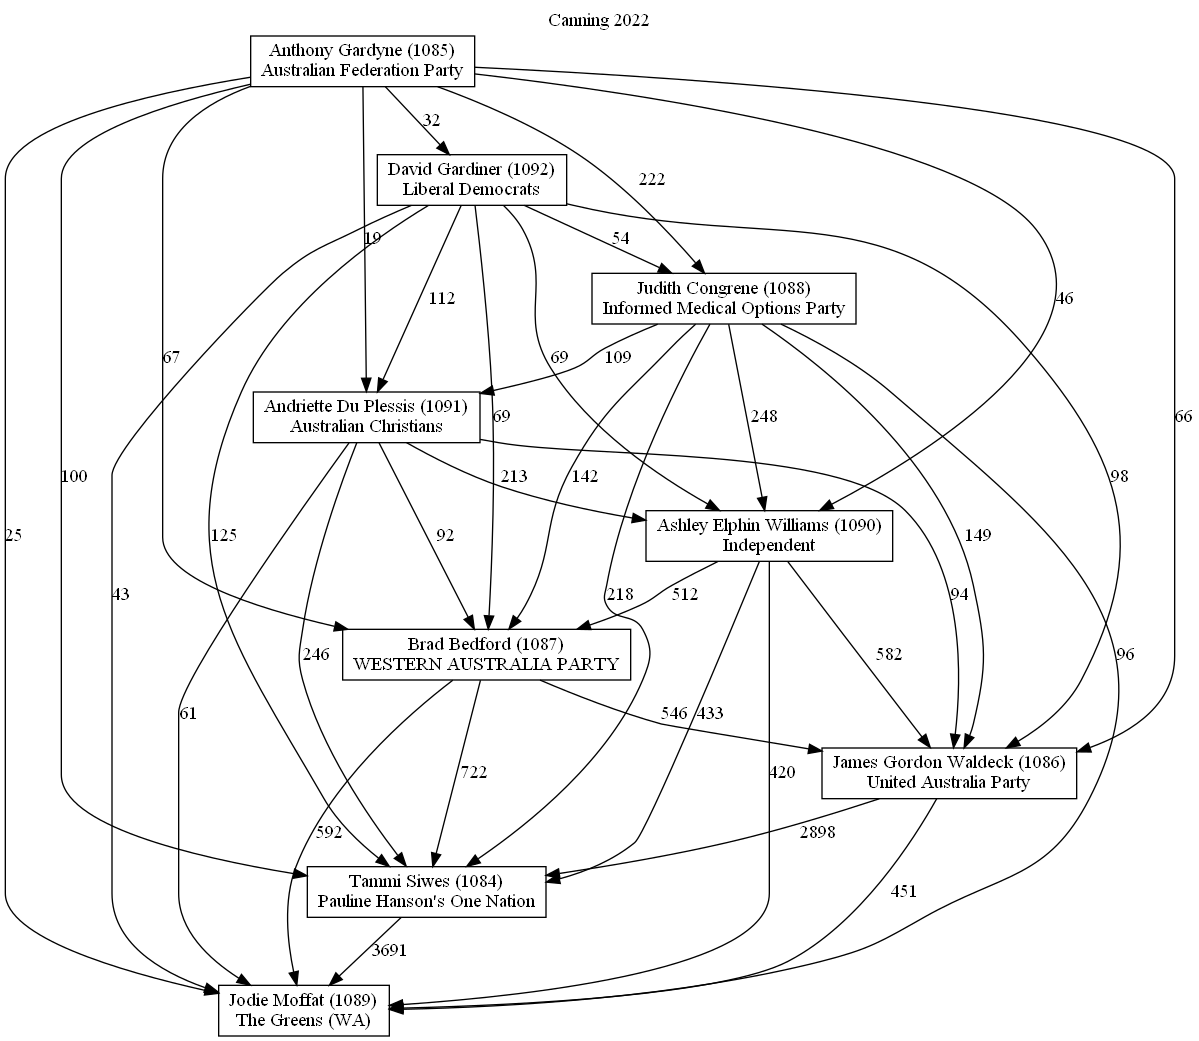 Canning 2022
Anthony Gardyne (1085)
Australian Federation Party
32
David Gardiner (1092)
Liberal Democrats
222
19
54
Judith Congrene (1088)
Informed Medical Options Party
112
46
67
69
109
Andriette Du Plessis (1091)
Australian Christians
69
248
66
100
213
142
98
Ashley Elphin Williams (1090)
Independent
25
125
92
149
43
218
512
94
Brad Bedford (1087)
WESTERN AUSTRALIA PARTY
246
582
96
61
546
433
James Gordon Waldeck (1086)
United Australia Party
722
420
592
2898
Tammi Siwes (1084)
Pauline Hanson's One Nation
451
3691
Jodie Moffat (1089)
The Greens (WA)